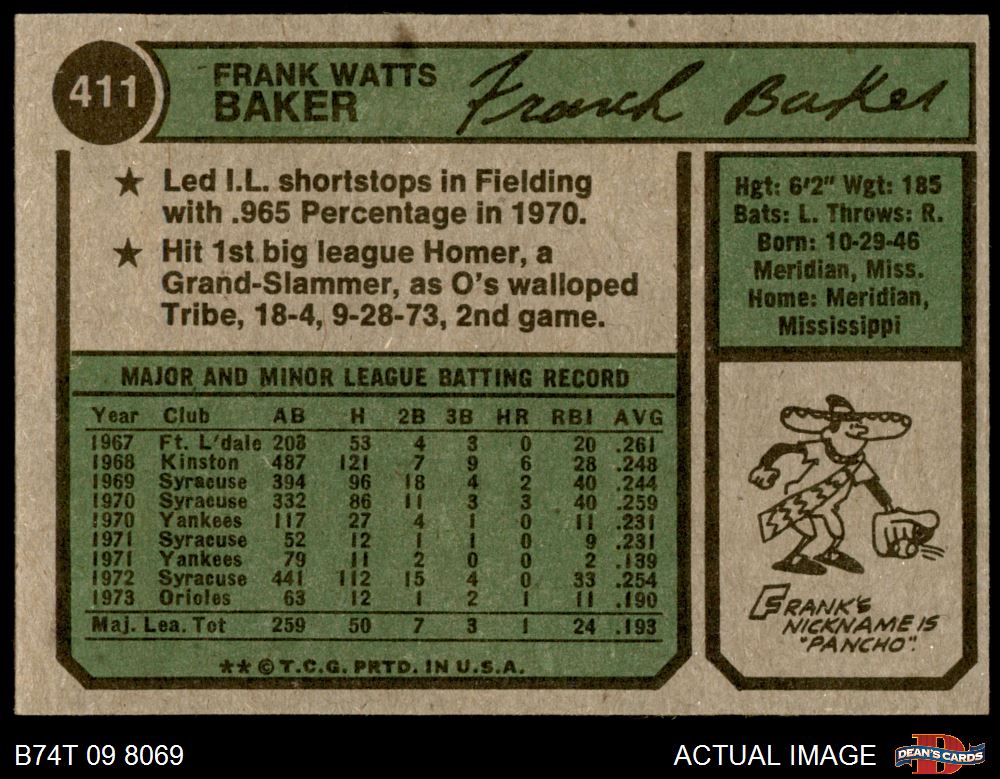 411
FRANK WATTS
BAKER
Frank Baker
★ Led I.L. shortstops in Fielding
with .965 Percentage in 1970.
★ Hit 1st big league Homer, a
Grand-Slammer, as O's walloped
Tribe, 18-4, 9-28-73, 2nd game.
Hgt: 6'2" Wgt: 185
Bats: L. Throws: R.
Born: 10-29-46
Meridian, Miss.
Home: Meridian,
Mississippi
MAJOR AND MINOR LEAGUE BATTING RECORD
Year Club AB H 2B 3B HR RBI AVG
1967 Ft. L'dale 203 53 4 3 0 20 .261
1968 Kinston 487 121 7 9 6 28 .248
1969 Syracuse 394 96 18 4 2 40 .244
1970 Syracuse 332 86 11 3 3 40 .259
1970 Yankees 117 27 4 1 0 11 .231
1971 Syracuse 52 12 1 1 0 9 .231
1971 Yankees 79 11 2 0 0 2 .139
1972 Syracuse 441 112 15 4 0 33 .254
1973 Orioles 63 12 1 2 1 11 .190
Maj. Lea. Tot 259 50 7 3 1 24 .193
★★ © T.C.G. PRTD. IN U.S.A.
FRANK'S
NICKNAME IS
"PANCHO".
B74T 09 8069
ACTUAL IMAGE
DEAN'S CARDS